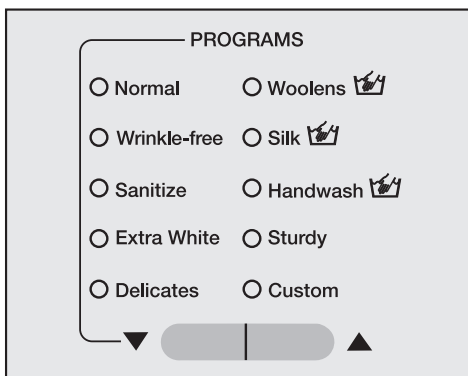 PROGRAMS
Normal
Wrinkle-free
Sanitize
Extra White
Delicates
Woolens
Silk
Handwash
Sturdy
Custom